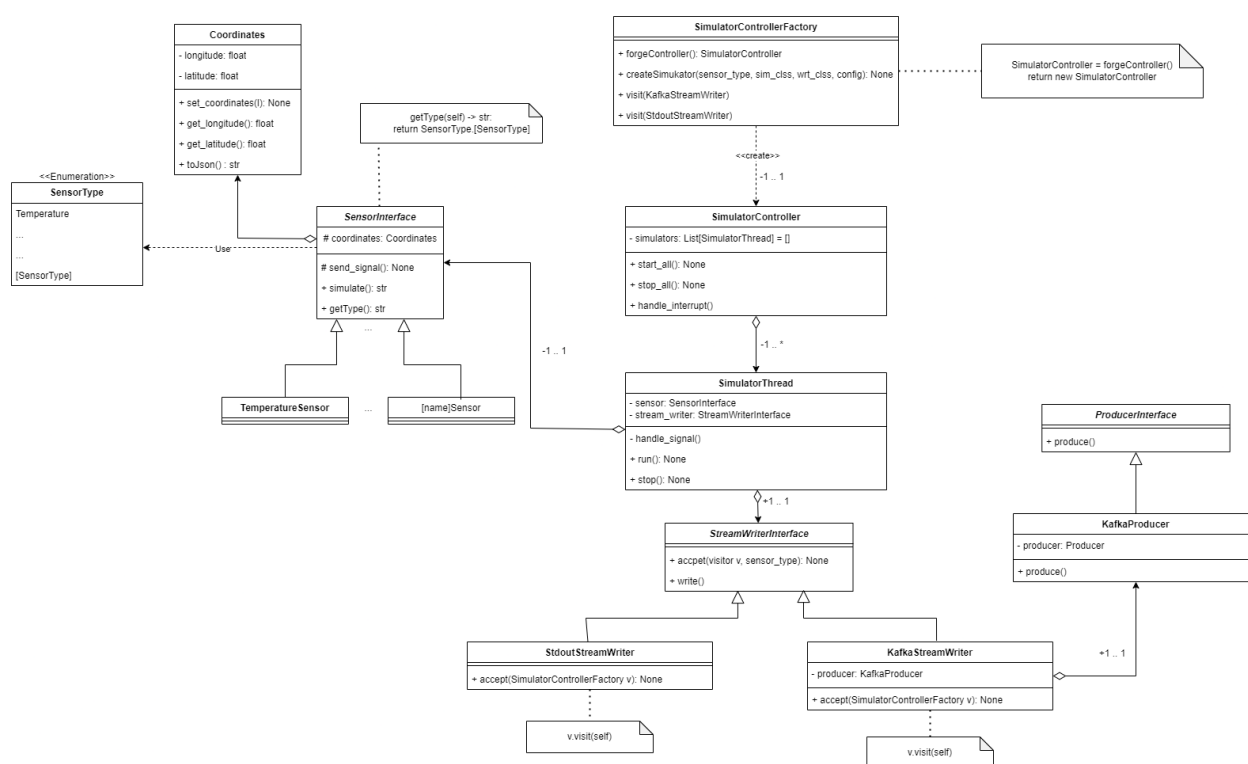 Coordinates
- longitude: float
- latitude: float
+ set_coordinates(l): None
+ get_longitude(): float
+ get_latitude(): float
+ toJson() : str
<<Enumeration>>
SensorType
Temperature
...
...
[SensorType]
Use
getType(self) -> str:
return SensorType.[SensorType]
SensorInterface
# coordinates: Coordinates
# send_signal(): None
+ simulate(): str
+ getType(): str
...
TemperatureSensor
...
[name]Sensor
SimulatorControllerFactory
+ forgeController(): SimulatorController
+ createSimukator(sensor_type, sim_clss, wrt_clss, config): None
+ visit(KafkaStreamWriter)
+ visit(StdoutStreamWriter)
SimulatorController = forgeController()
return new SimulatorController
<<create>>
-1 .. 1
SimulatorController
- simulators: List[SimulatorThread] = []
+ start_all(): None
+ stop_all(): None
+ handle_interrupt()
-1 .. *
-1 .. 1
SimulatorThread
- sensor: SensorInterface
- stream_writer: StreamWriterInterface
- handle_signal()
+ run(): None
+ stop(): None
+1 .. 1
StreamWriterInterface
+ accpet(visitor v, sensor_type): None
+ write()
ProducerInterface
+ produce()
KafkaProducer
- producer: Producer
+ produce()
+1 .. 1
StdoutStreamWriter
+ accept(SimulatorControllerFactory v): None
v.visit(self)
KafkaStreamWriter
- producer: KafkaProducer
+ accept(SimulatorControllerFactory v): None
v.visit(self)